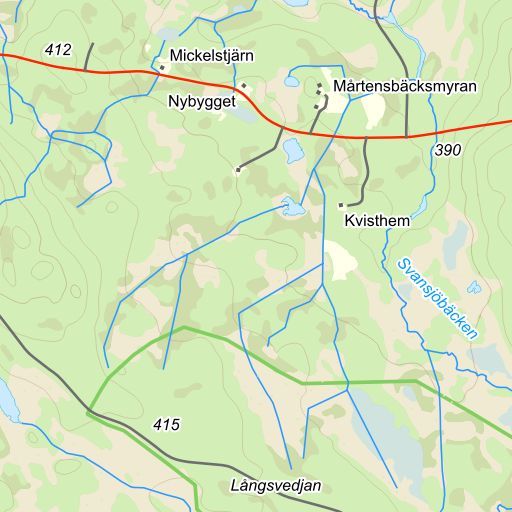 412
Mickelstjärn
Mårtensbäcksmyran
Nybygget
390
Kvisthem
Svansjöbäcken
415
Långsvedjan